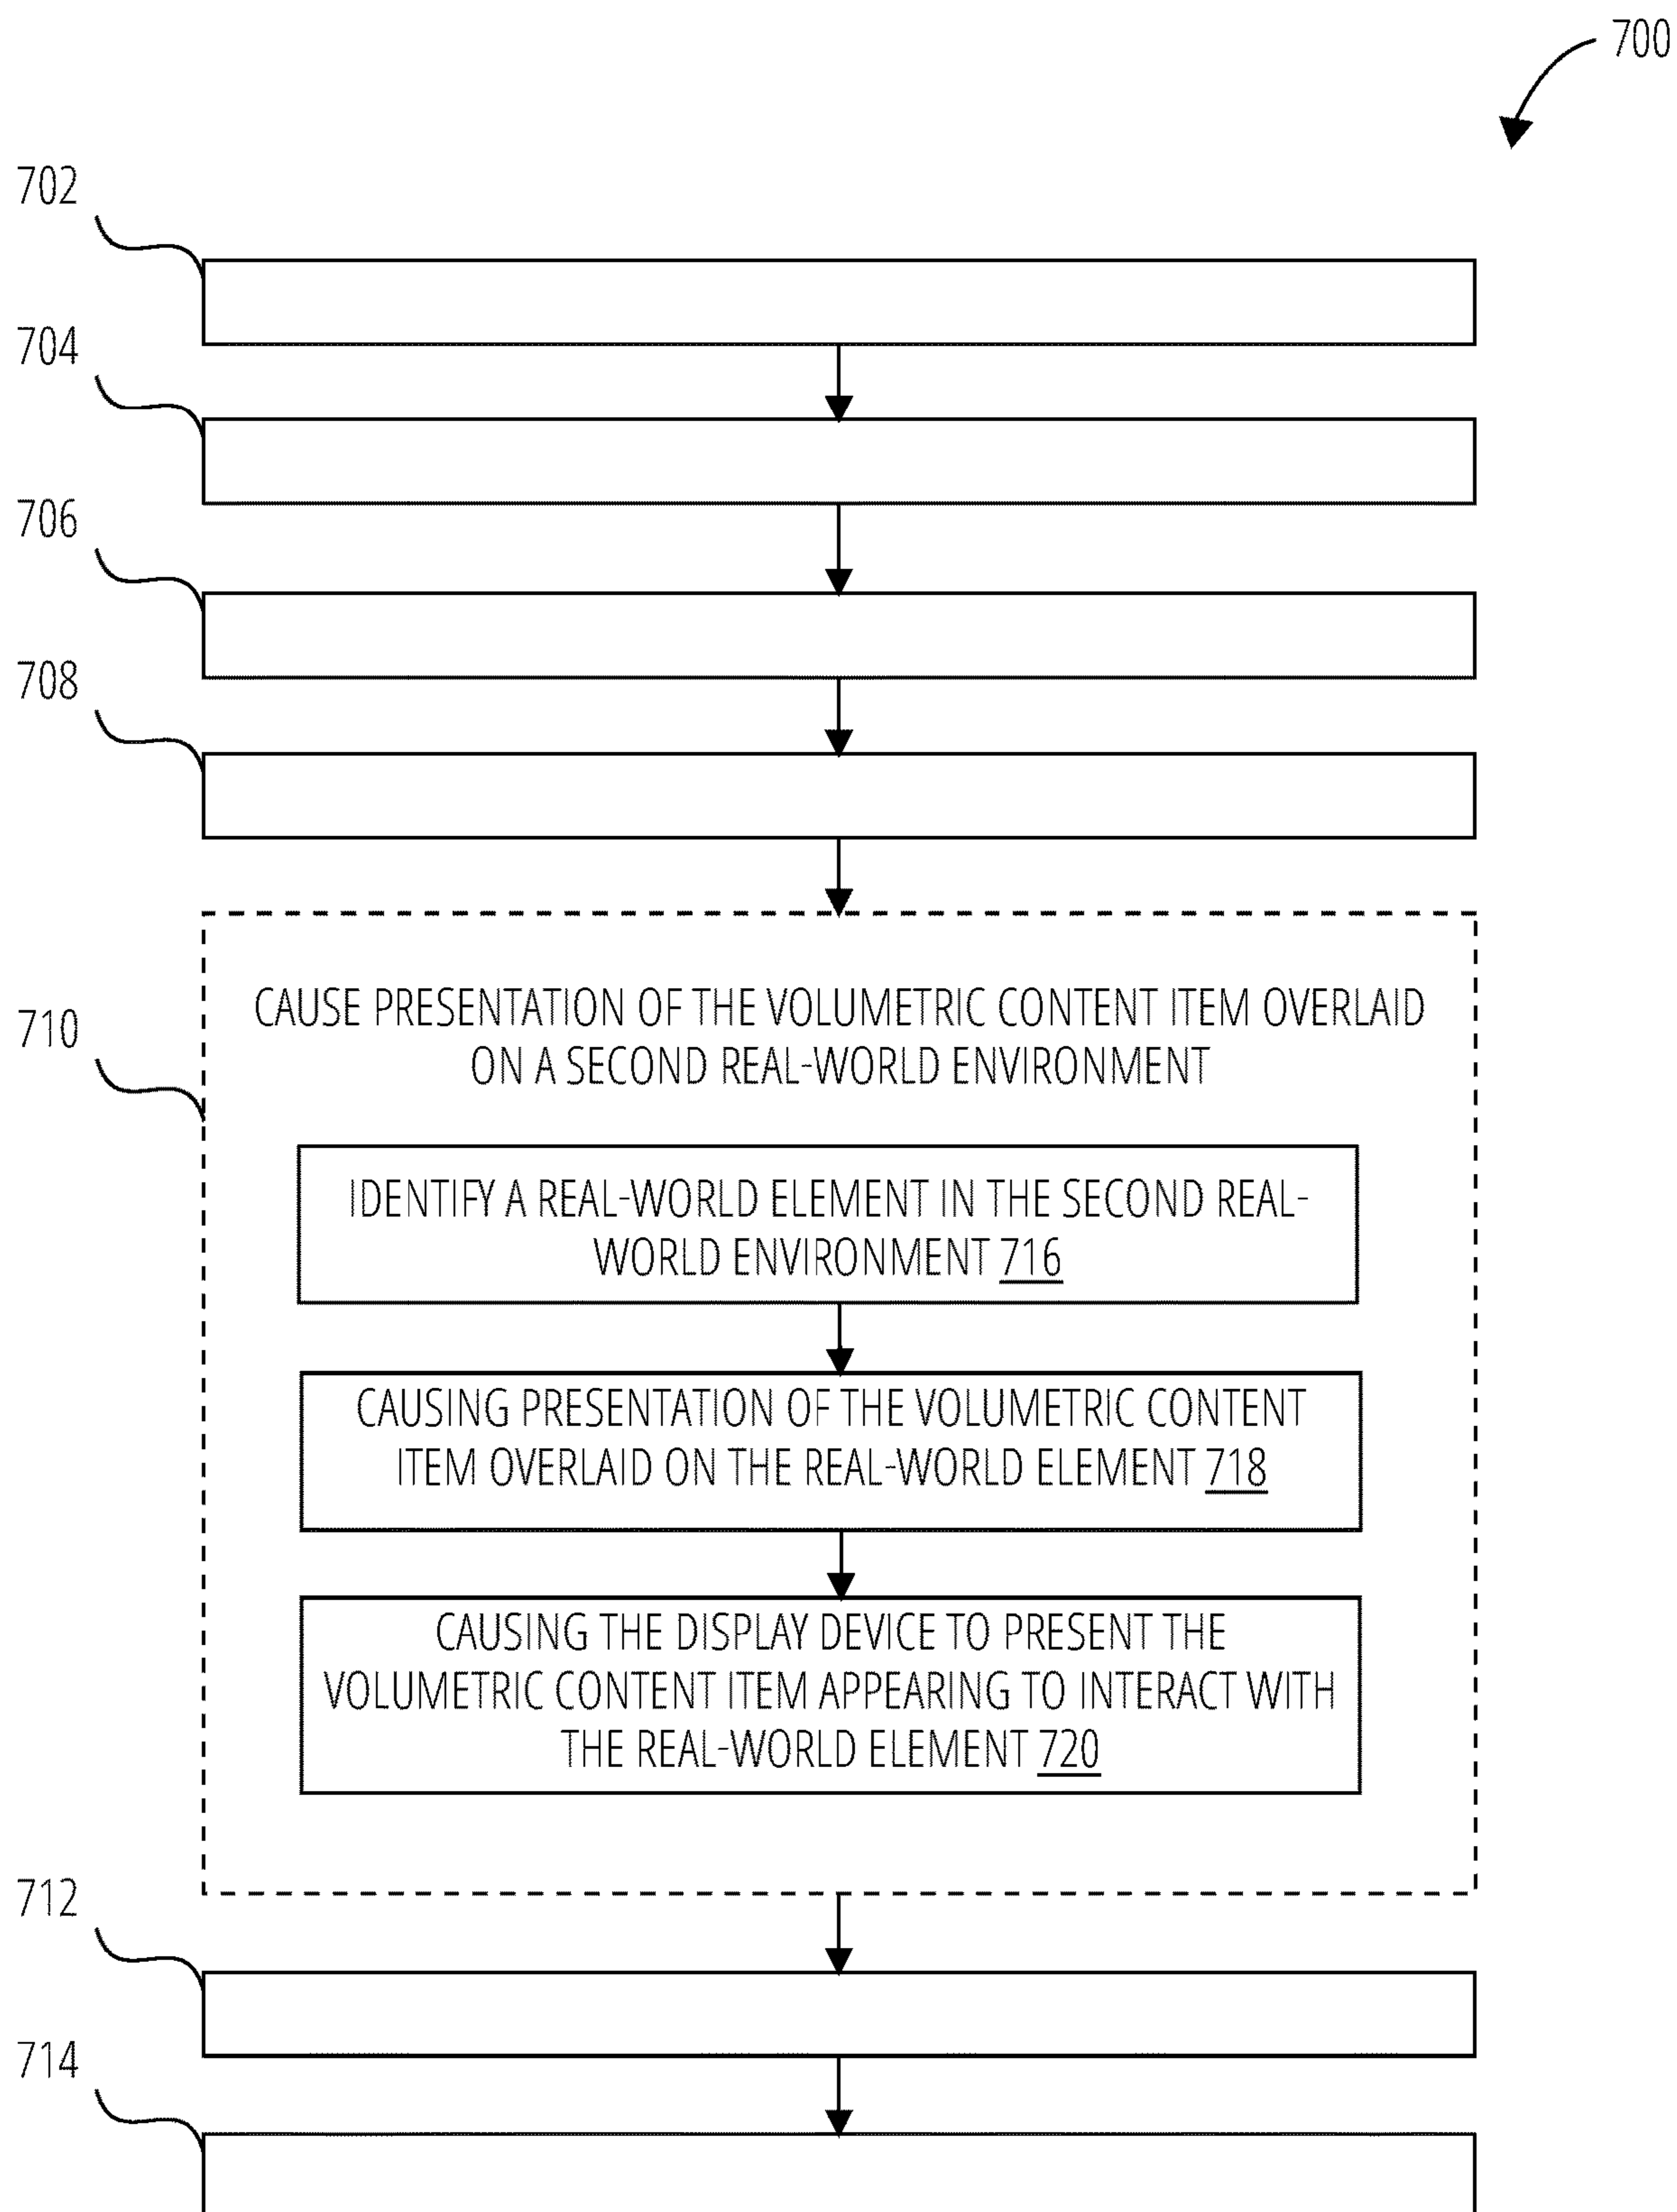 700
702
704
706
708
710
CAUSE PRESENTATION OF THE VOLUMETRIC CONTENT ITEM OVERLAID
ON A SECOND REAL-WORLD ENVIRONMENT
IDENTIFY A REAL-WORLD ELEMENT IN THE SECOND REAL-
WORLD ENVIRONMENT 716
CAUSING PRESENTATION OF THE VOLUMETRIC CONTENT
ITEM OVERLAID ON THE REAL-WORLD ELEMENT 718
CAUSING THE DISPLAY DEVICE TO PRESENT THE
VOLUMETRIC CONTENT ITEM APPEARING TO INTERACT WITH
THE REAL-WORLD ELEMENT 720
712
714